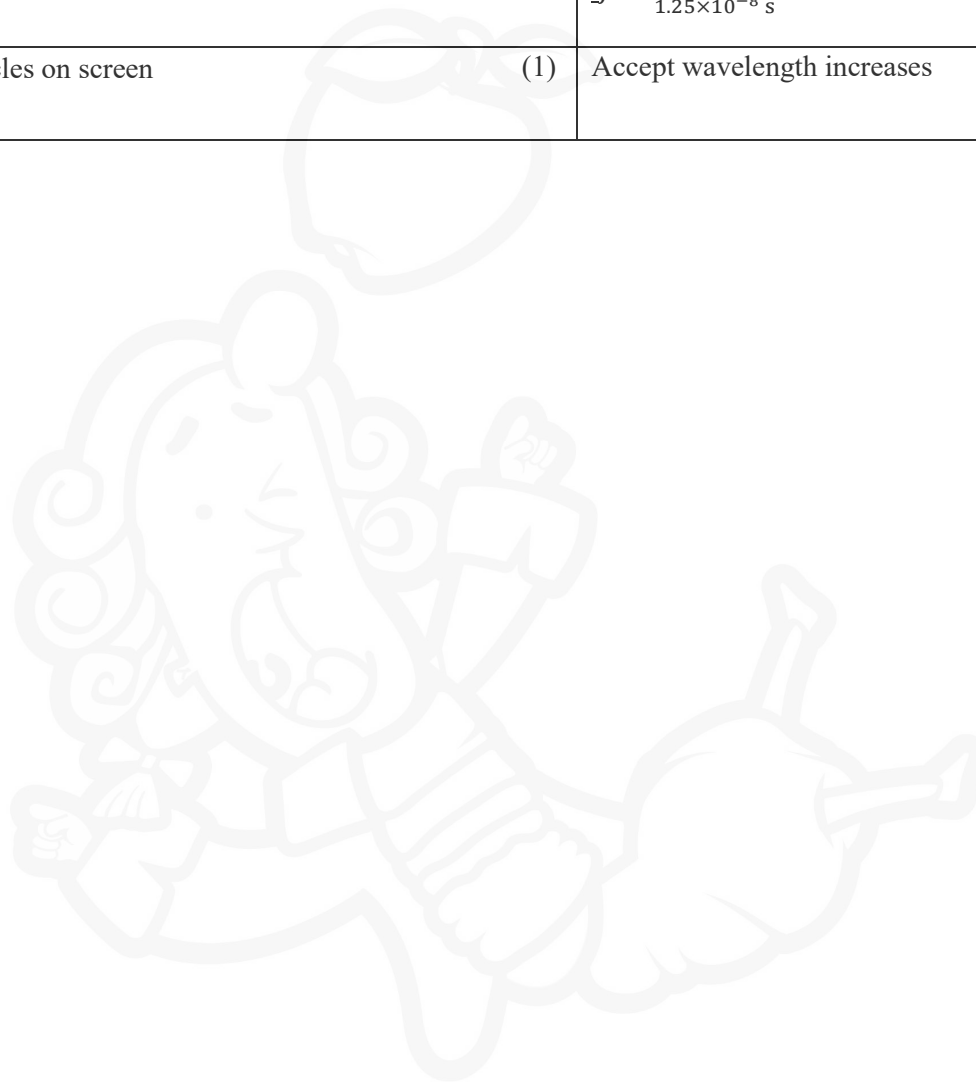 1.25×10⁻⁸ s
les on screen (1) Accept wavelength increases